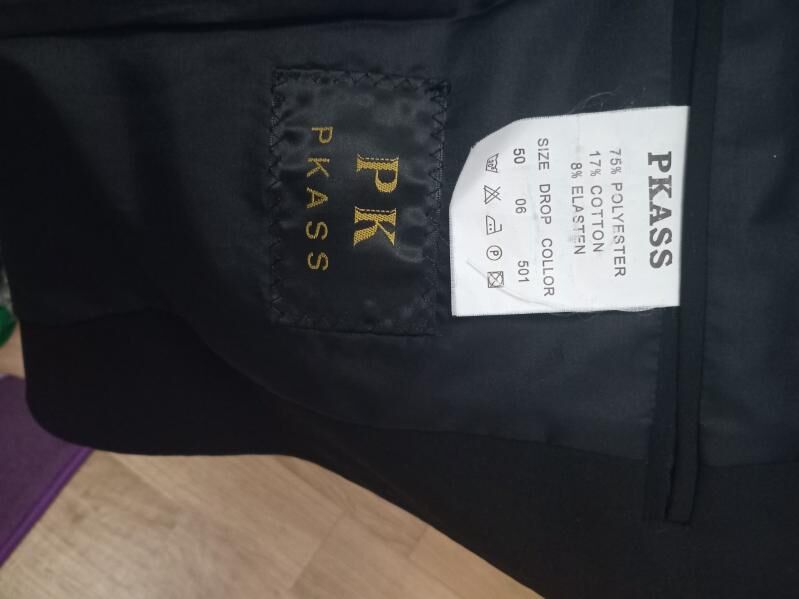 PK
PKASS
PKASS
75% POLYESTER
17% COTTON
8% ELASTEN
SIZE DROP COLLOR
50 06 501